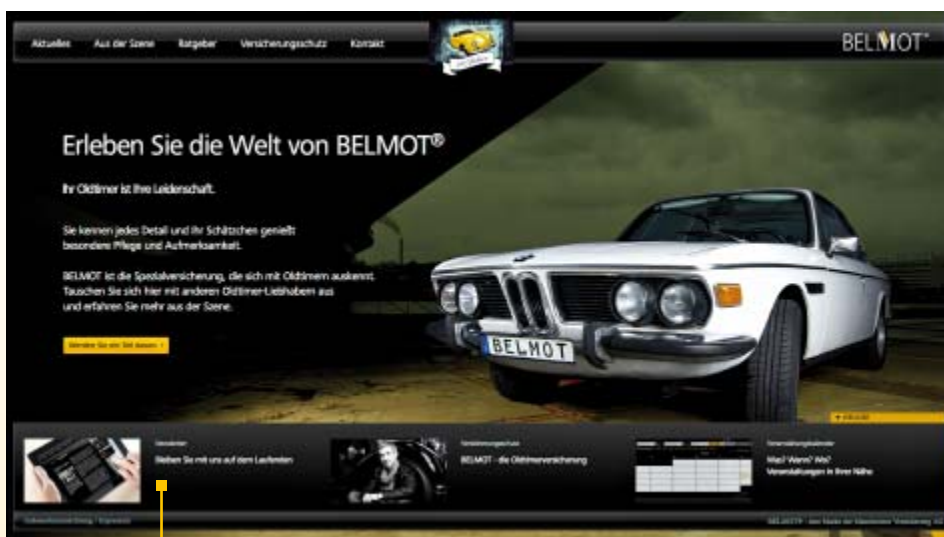 Aktuelles Aus der Szene Ratgeber Versicherungsschutz Kontakt
BELMOT®
Erleben Sie die Welt von BELMOT®
Ihr Oldtimer ist Ihre Leidenschaft.
Sie kennen jedes Detail und Ihr Schätzchen genießt
besondere Pflege und Aufmerksamkeit.
BELMOT ist die Spezialversicherung, die sich mit Oldtimern auskennt.
Tauschen Sie sich hier mit anderen Oldtimer-Liebhabern aus
und erfahren Sie mehr aus der Szene.
BELMOT
Newsletter
Bleiben Sie mit uns auf dem Laufenden
Versicherungsschutz
BELMOT - die Oldtimerversicherung
Veranstaltungskalender
Was? Wann? Wo?
Veranstaltungen in Ihrer Nähe